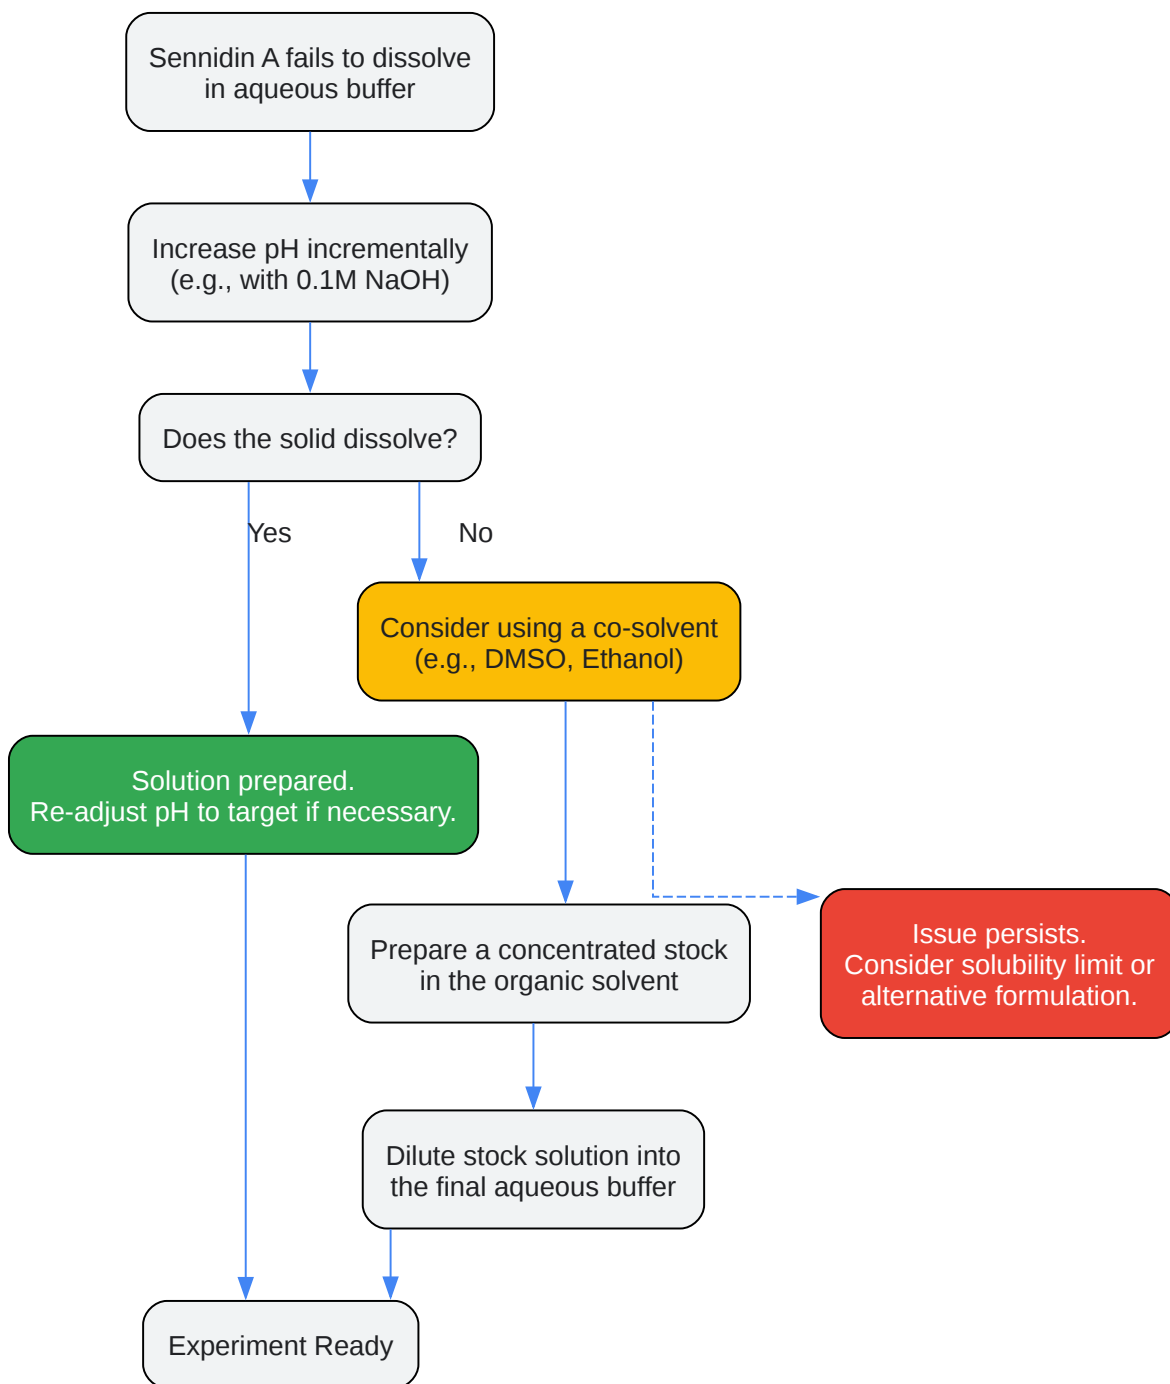 Sennidin A fails to dissolve
in aqueous buffer
Increase pH incrementally
(e.g., with 0.1M NaOH)
Does the solid dissolve?
Yes
No
Consider using a co-solvent
(e.g., DMSO, Ethanol)
Solution prepared.
Re-adjust pH to target if necessary.
Issue persists.
Consider solubility limit or
alternative formulation.
Prepare a concentrated stock
in the organic solvent
Dilute stock solution into
the final aqueous buffer
Experiment Ready